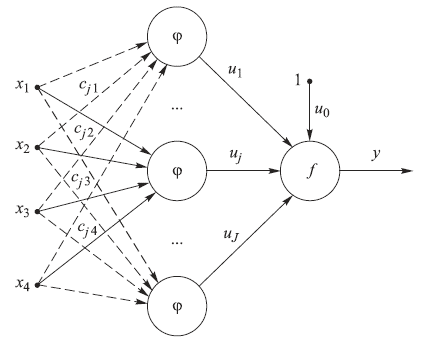 φ
x1
cj1
u1
1
...
u0
cj2
x2
φ
uj
f
y
cj3
x3
cj4
...
uJ
x4
φ